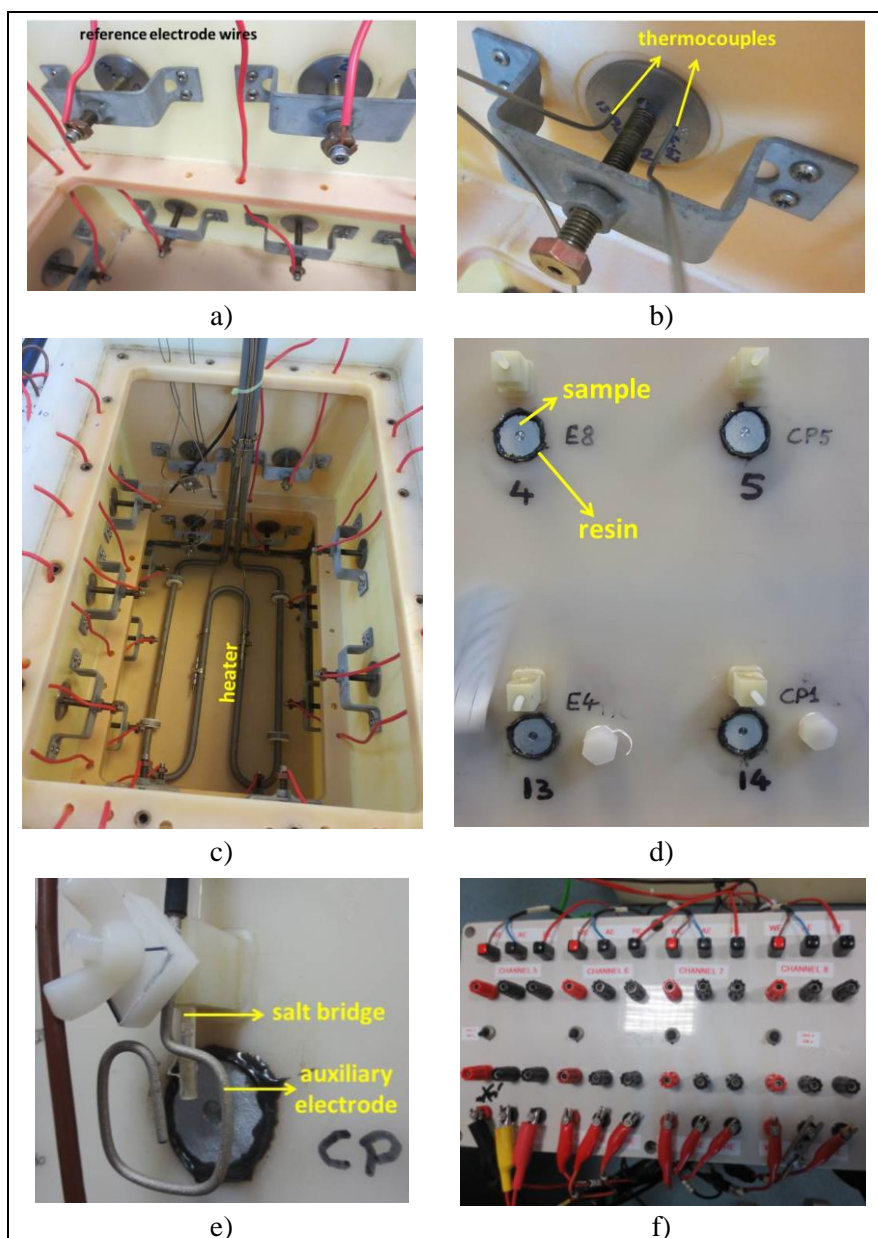 reference electrode wires
thermocouples
a)
b)
heater
sample
E8
CP5
resin
4
5
E4
CP1
13
14
c)
d)
salt bridge
auxiliary
electrode
CP
e)
CHANNEL 5
CHANNEL 6
CHANNEL 7
CHANNEL 8
f)